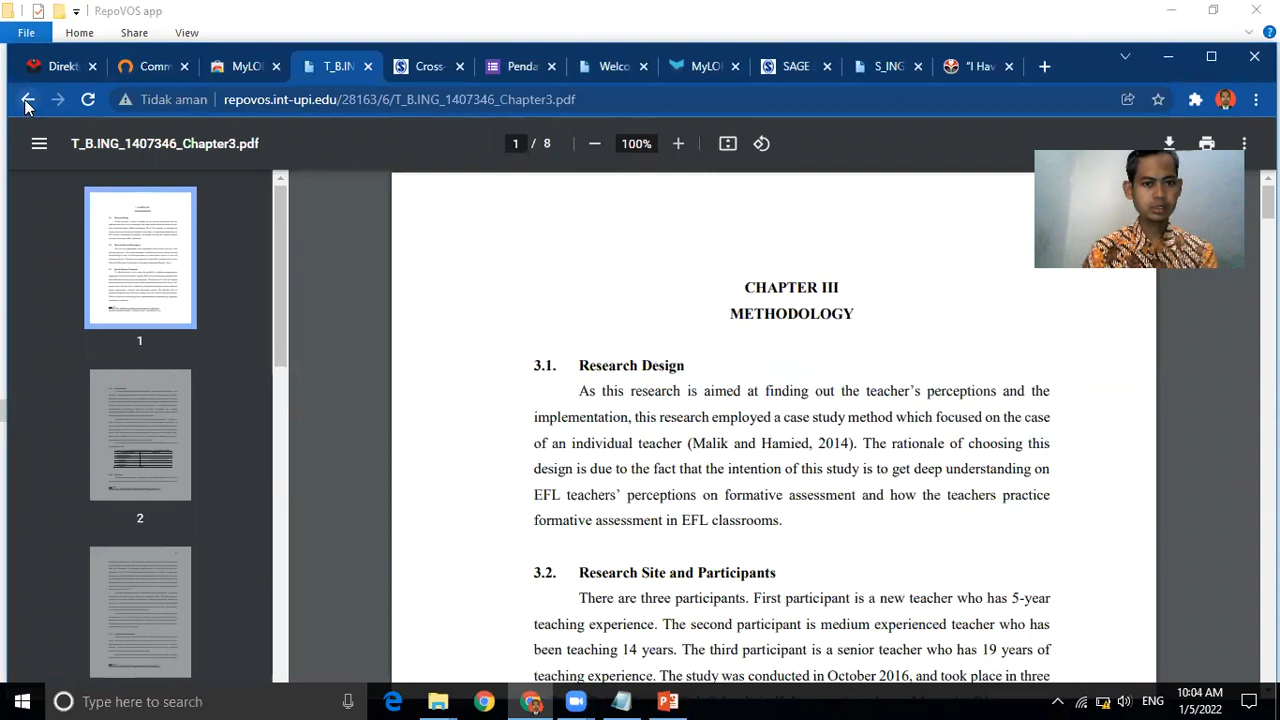 RepoVOS app
File Home Share View
Direkt Comm MyLO T_B.IN Cross- Penda Welco MyLO SAGE S_ING "I Hav
Tidak aman repovos.int-upi.edu/28163/6/T_B.ING_1407346_Chapter3.pdf
T_B.ING_1407346_Chapter3.pdf 1 / 8 100%
1
2
CHAPTER III
METHODOLOGY
3.1. Research Design
As this research is aimed at finding out the teacher's perceptions and the
implementation, this research employed a case study method which focused on the case
of an individual teacher (Malik and Hamied, 2014). The rationale of choosing this
design is due to the fact that the intention of this study is to get deep understanding on
EFL teachers' perceptions on formative assessment and how the teachers practice
formative assessment in EFL classrooms.
3.2. Research Site and Participants
There are three participants. First participant is a new teacher who has 5-year
teaching experience. The second participant is medium experienced teacher who has
been teaching 14 years. The third participant is a senior teacher who has 19 years of
teaching experience. The study was conducted in October 2016, and took place in three
Type here to search
ENG
10:04 AM
1/5/2022